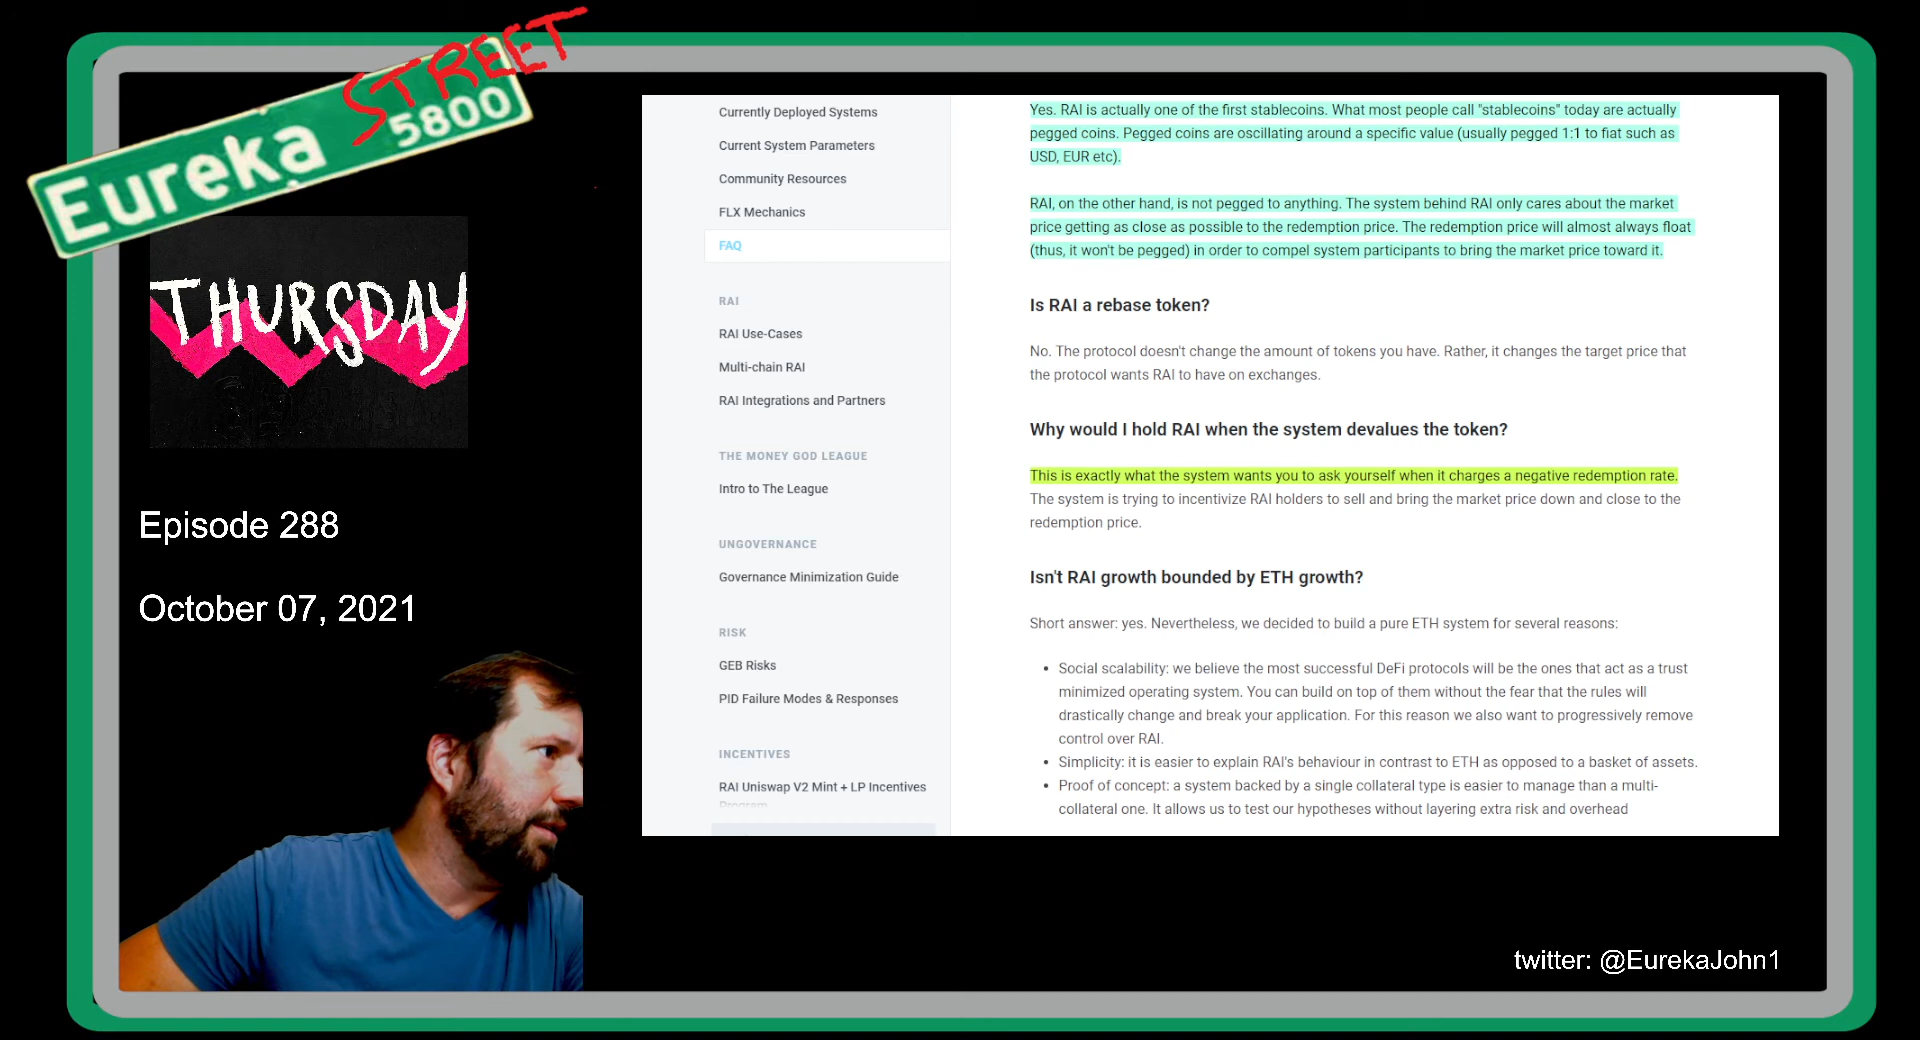 Eureka STREET
5800
THURSDAY
Episode 288
October 07, 2021
Currently Deployed Systems
Current System Parameters
Community Resources
FLX Mechanics
FAQ
RAI
RAI Use-Cases
Multi-chain RAI
RAI Integrations and Partners
THE MONEY GOD LEAGUE
Intro to The League
UNGOVERNANCE
Governance Minimization Guide
RISK
GEB Risks
PID Failure Modes & Responses
INCENTIVES
RAI Uniswap V2 Mint + LP Incentives
Program
Yes. RAI is actually one of the first stablecoins. What most people call "stablecoins" today are actually
pegged coins. Pegged coins are oscillating around a specific value (usually pegged 1:1 to fiat such as
USD, EUR etc).
RAI, on the other hand, is not pegged to anything. The system behind RAI only cares about the market
price getting as close as possible to the redemption price. The redemption price will almost always float
(thus, it won't be pegged) in order to compel system participants to bring the market price toward it.
Is RAI a rebase token?
No. The protocol doesn't change the amount of tokens you have. Rather, it changes the target price that
the protocol wants RAI to have on exchanges.
Why would I hold RAI when the system devalues the token?
This is exactly what the system wants you to ask yourself when it charges a negative redemption rate.
The system is trying to incentivize RAI holders to sell and bring the market price down and close to the
redemption price.
Isn't RAI growth bounded by ETH growth?
Short answer: yes. Nevertheless, we decided to build a pure ETH system for several reasons:
• Social scalability: we believe the most successful DeFi protocols will be the ones that act as a trust
minimized operating system. You can build on top of them without the fear that the rules will
drastically change and break your application. For this reason we also want to progressively remove
control over RAI.
• Simplicity: it is easier to explain RAI's behaviour in contrast to ETH as opposed to a basket of assets.
• Proof of concept: a system backed by a single collateral type is easier to manage than a multi-
collateral one. It allows us to test our hypotheses without layering extra risk and overhead
twitter: @EurekaJohn1